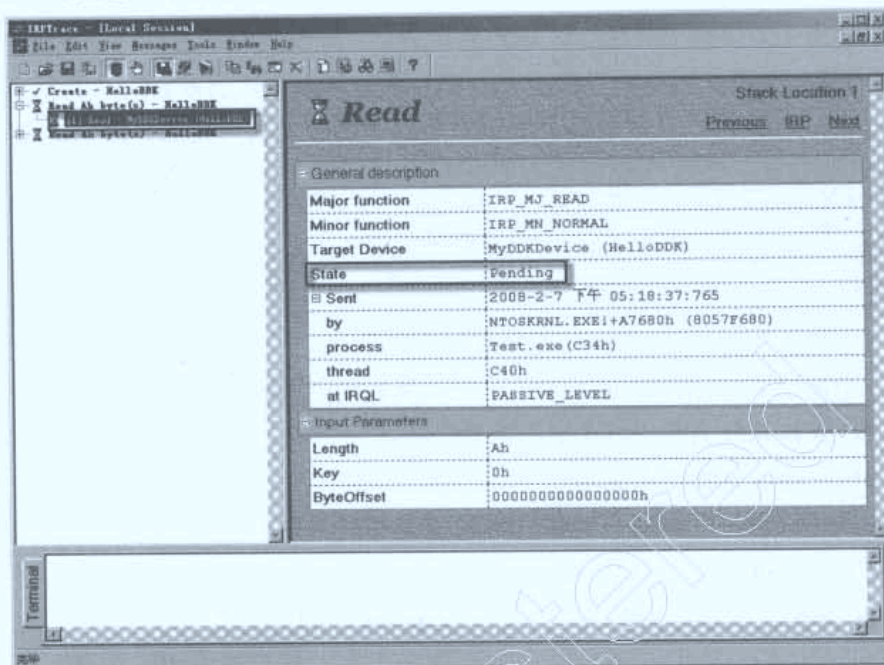 IRPTrace - [Local Session]
File Edit View Messages Tools Window Help
Create - HelloDDK
Read Ah byte(s) - HelloDDK
Read - MyDDKDevice (HelloDDK)
Read Ah byte(s) - HelloDDK
Read
Stack Location 1
Previous IRP Next
General description
Major function IRP_MJ_READ
Minor function IRP_MN_NORMAL
Target Device MyDDKDevice (HelloDDK)
State Pending
Sent 2008-2-7 下午 05:18:37:765
by NTOSKRNL.EXE!+A7680h (8057F680)
process Test.exe(C34h)
thread C40h
at IRQL PASSIVE_LEVEL
Input Parameters
Length Ah
Key 0h
ByteOffset 0000000000000000h
Terminal